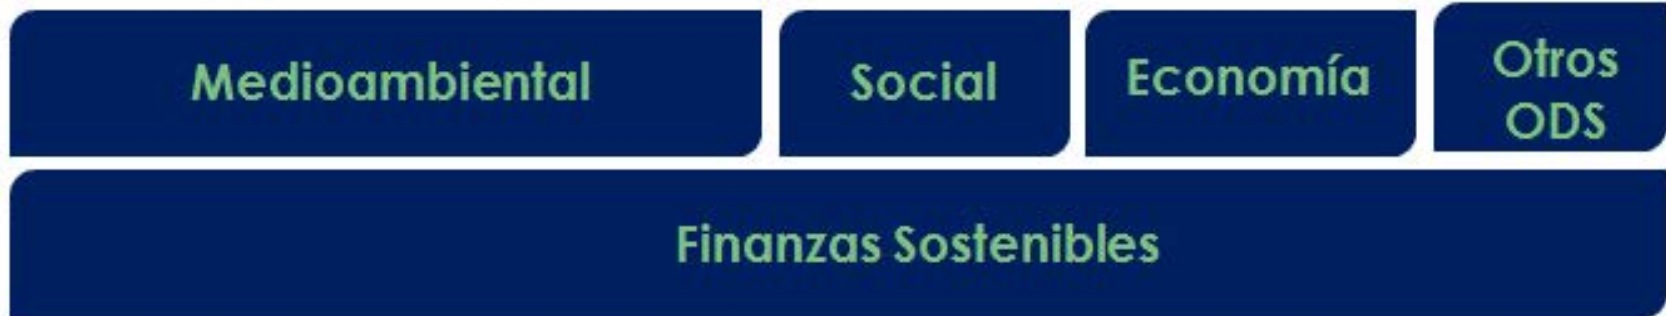 Medioambiental
Social
Economía
Otros
ODS
Finanzas Sostenibles